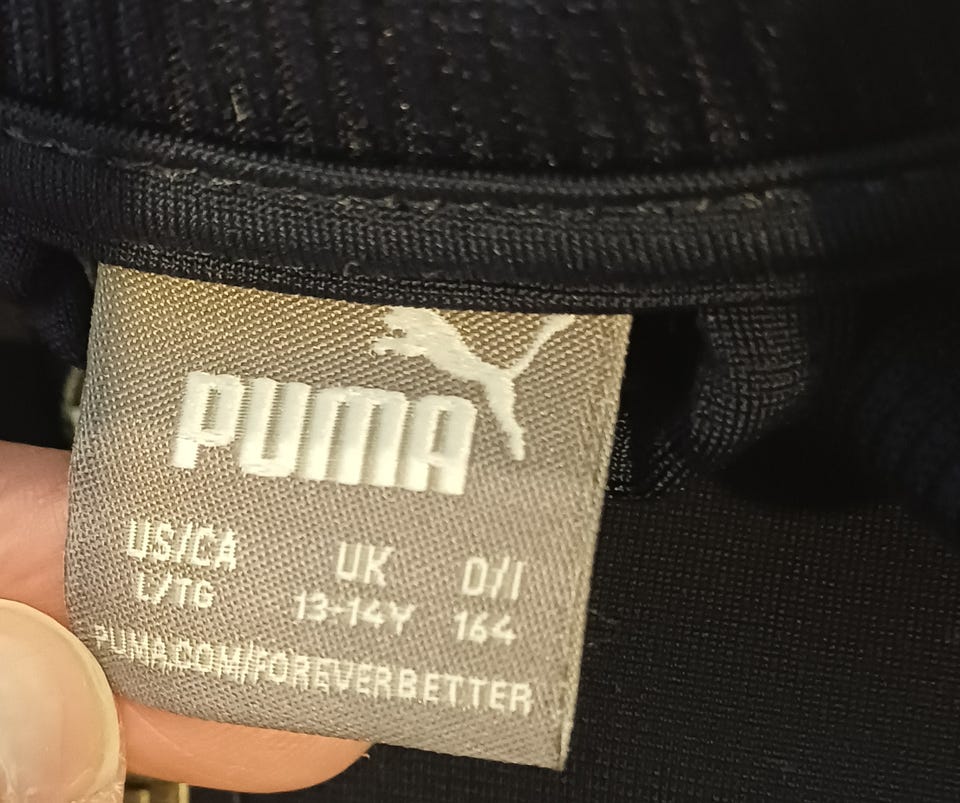 PUMA
US/CA UK D/I
L/TG 13-14Y 164
PUMA.COM/FOREVERBETTER